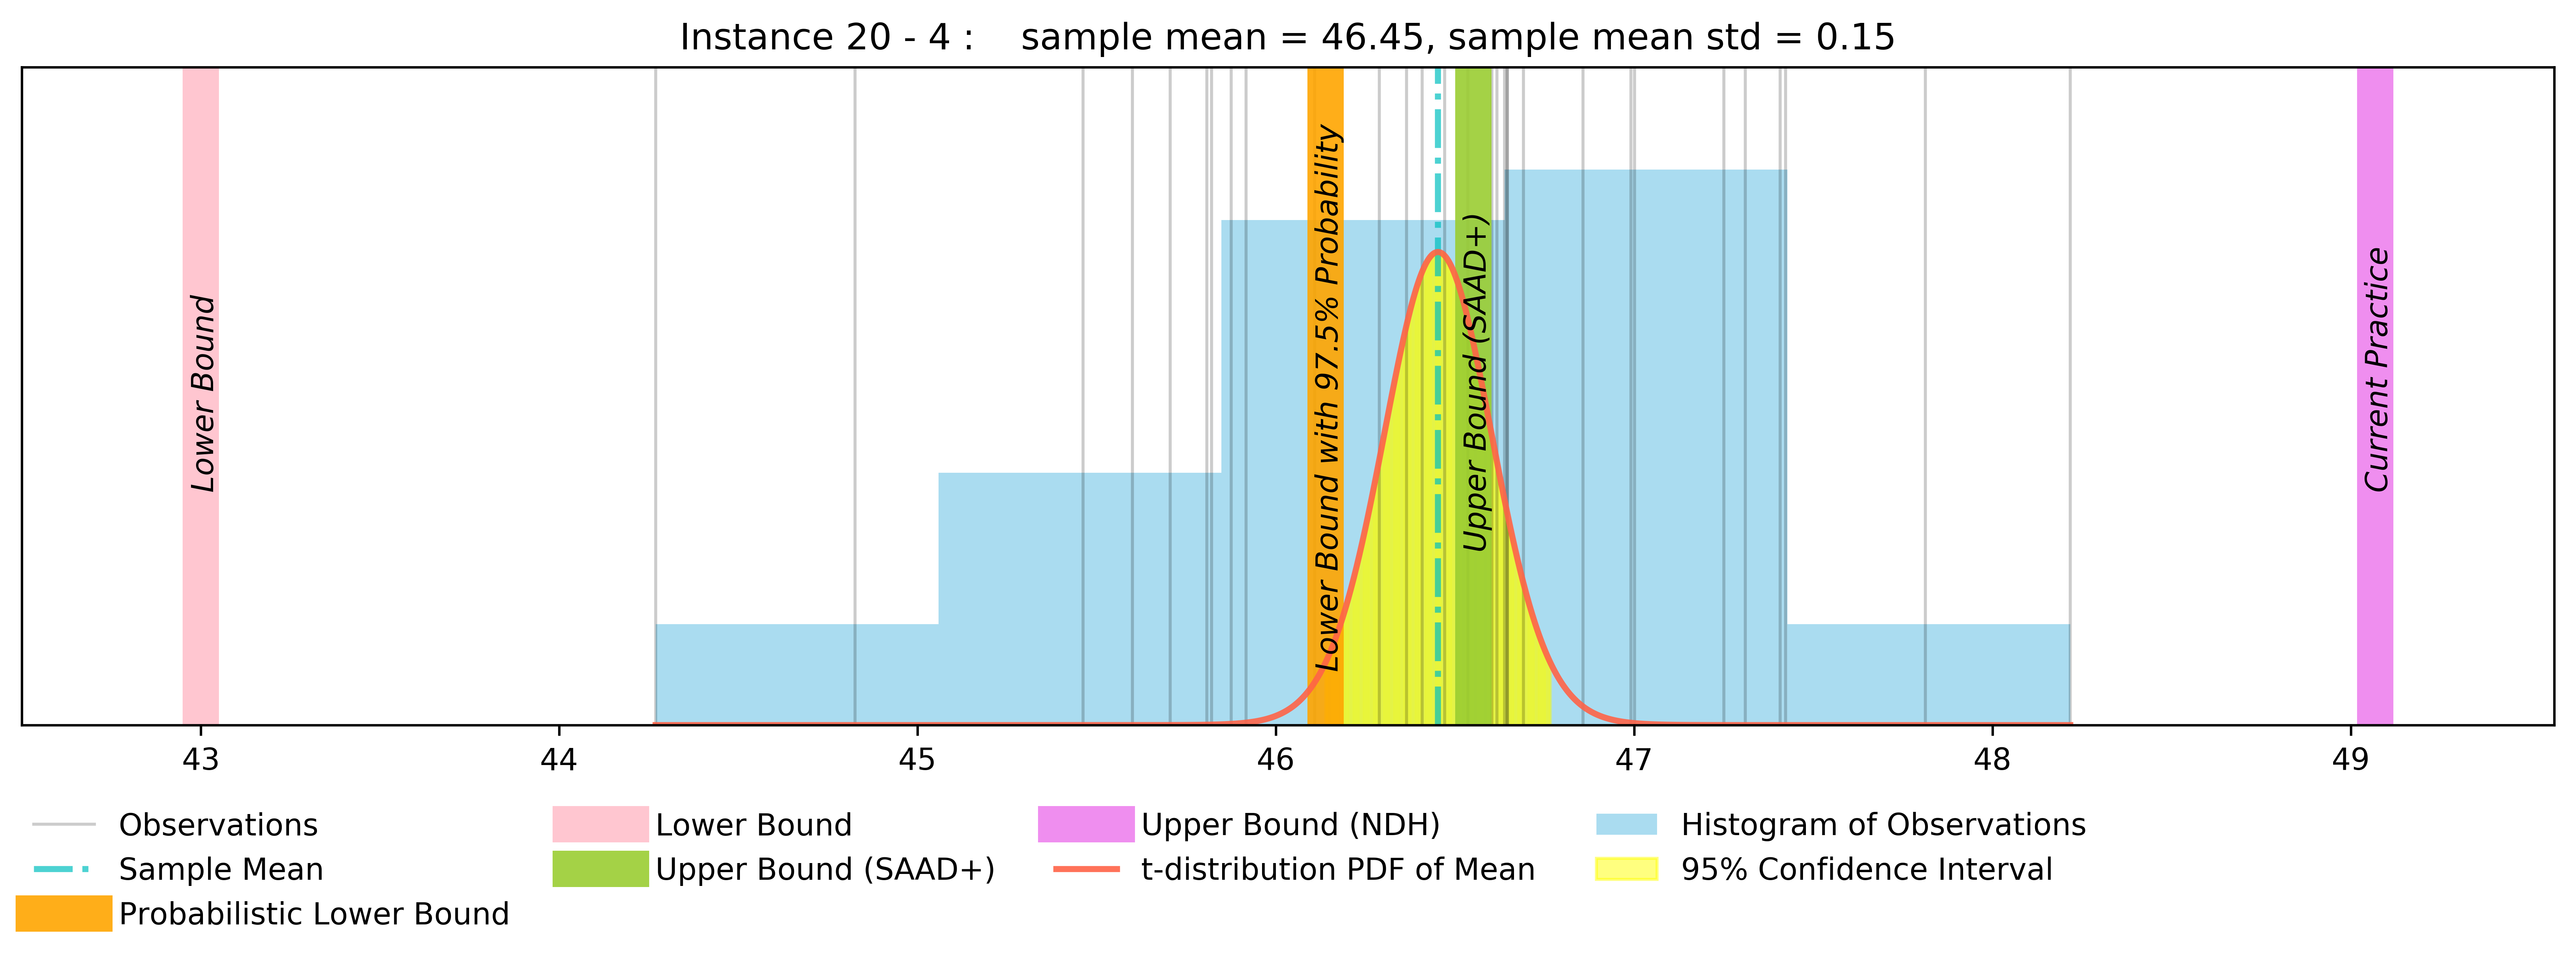 Instance 20 - 4 :    sample mean = 46.45, sample mean std = 0.15
Lower Bound
Lower Bound with 97.5% Probability
Upper Bound (SAAD+)
Current Practice
43 44 45 46 47 48 49
Observations
Sample Mean
Probabilistic Lower Bound
Lower Bound
Upper Bound (SAAD+)
Upper Bound (NDH)
t-distribution PDF of Mean
Histogram of Observations
95% Confidence Interval